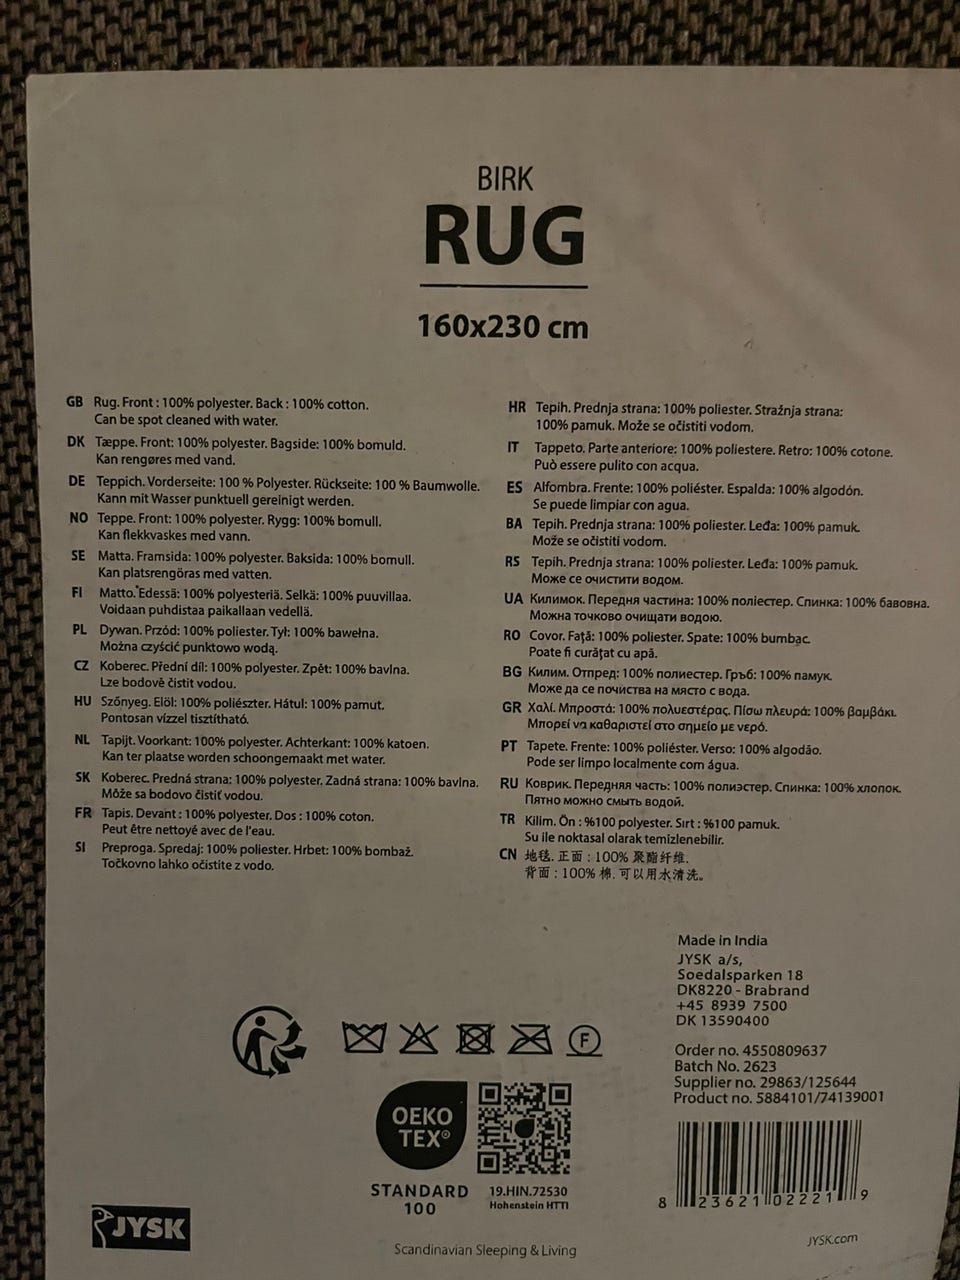 BIRK
RUG
160x230 cm
GB Rug. Front : 100% polyester. Back : 100% cotton.
Can be spot cleaned with water.
DK Tæppe. Front: 100% polyester. Bagside: 100% bomuld.
Kan rengøres med vand.
DE Teppich. Vorderseite: 100 % Polyester. Rückseite: 100 % Baumwolle.
Kann mit Wasser punktuell gereinigt werden.
NO Teppe. Front: 100% polyester. Rygg: 100% bomull.
Kan flekkvaskes med vann.
SE Matta. Framsida: 100% polyester. Baksida: 100% bomull.
Kan platsrengöras med vatten.
FI Matto. Edessä: 100% polyesteriä. Selkä: 100% puuvillaa.
Voidaan puhdistaa paikallaan vedellä.
PL Dywan. Przód: 100% poliester. Tył: 100% bawełna.
Można czyścić punktowo wodą.
CZ Koberec. Přední díl: 100% polyester. Zpět: 100% bavlna.
Lze bodově čistit vodou.
HU Szőnyeg. Elöl: 100% poliészter. Hátul: 100% pamut.
Pontosan vízzel tisztítható.
NL Tapijt. Voorkant: 100% polyester. Achterkant: 100% katoen.
Kan ter plaatse worden schoongemaakt met water.
SK Koberec. Predná strana: 100% polyester. Zadná strana: 100% bavlna.
Môže sa bodovo čistiť vodou.
FR Tapis. Devant : 100% polyester. Dos : 100% coton.
Peut être nettoyé avec de l'eau.
SI Preproga. Spredaj: 100% poliester. Hrbet: 100% bombaž.
Točkovno lahko očistite z vodo.
HR Tepih. Prednja strana: 100% poliester. Stražnja strana:
100% pamuk. Može se očistiti vodom.
IT Tappeto. Parte anteriore: 100% poliestere. Retro: 100% cotone.
Può essere pulito con acqua.
ES Alfombra. Frente: 100% poliéster. Espalda: 100% algodón.
Se puede limpiar con agua.
BA Tepih. Prednja strana: 100% poliester. Leđa: 100% pamuk.
Može se očistiti vodom.
RS Tepih. Prednja strana: 100% poliester. Leđa: 100% pamuk.
Може се очистити водом.
UA Килимок. Передня частина: 100% поліестер. Спинка: 100% бавовна.
Можна точково очищати водою.
RO Covor. Față: 100% poliester. Spate: 100% bumbac.
Poate fi curățat cu apă.
BG Килим. Отпред: 100% полиестер. Гръб: 100% памук.
Може да се почиства на място с вода.
GR Χαλί. Μπροστά: 100% πολυεστέρας. Πίσω πλευρά: 100% βαμβάκι.
Μπορεί να καθαριστεί στο σημείο με νερό.
PT Tapete. Frente: 100% poliéster. Verso: 100% algodão.
Pode ser limpo localmente com água.
RU Коврик. Передняя часть: 100% полиэстер. Спинка: 100% хлопок.
Пятно можно смыть водой.
TR Kilim. Ön : %100 polyester. Sırt : %100 pamuk.
Su ile noktasal olarak temizlenebilir.
CN 地毯. 正面 : 100% 聚酯纤维.
背面 : 100% 棉. 可以用水清洗。
Made in India
JYSK a/s,
Soedalsparken 18
DK8220 - Brabrand
+45 8939 7500
DK 13590400
Order no. 4550809637
Batch No. 2623
Supplier no. 29863/125644
Product no. 5884101/74139001
F
OEKO
TEX®
STANDARD
100
19.HIN.72530
Hohenstein HTTI
8 23621 02221 9
JYSK
Scandinavian Sleeping & Living
JYSK.com